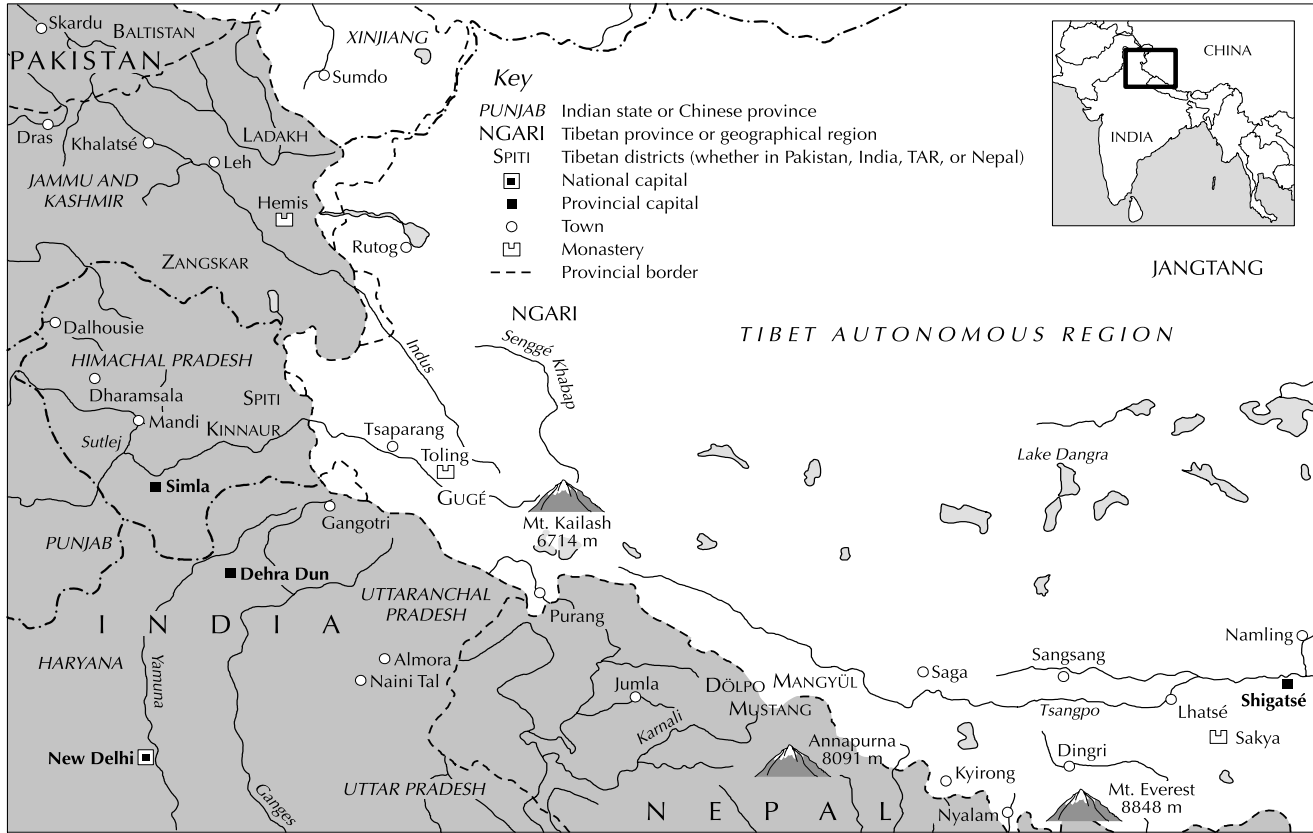 Skardu
BALTISTAN
PAKISTAN
XINJIANG
Sumdo
Dras
Khalatsé
LADAKH
Leh
JAMMU AND
KASHMIR
Hemis
Rutog
ZANGSKAR
Key
PUNJAB Indian state or Chinese province
NGARI Tibetan province or geographical region
SPITI Tibetan districts (whether in Pakistan, India, TAR, or Nepal)
National capital
Provincial capital
Town
Monastery
Provincial border
CHINA
INDIA
JANGTANG
NGARI
TIBET AUTONOMOUS REGION
Dalhousie
HIMACHAL PRADESH
Dharamsala
SPITI
Mandi
KINNAUR
Sutlej
Simla
Indus
Senggé Khabap
Tsaparang
Toling
GUGÉ
Mt. Kailash
6714 m
Lake Dangra
Gangotri
PUNJAB
Dehra Dun
UTTARANCHAL
PRADESH
INDIA
Purang
HARYANA
Yamuna
Almora
Naini Tal
Jumla
DÖLPO
MANGYÜL
MUSTANG
Karnali
Saga
Sangsang
Namling
Shigatsé
Tsangpo
Lhatsé
Sakya
New Delhi
Ganges
UTTAR PRADESH
Annapurna
8091 m
NEPAL
Kyirong
Dingri
Nyalam
Mt. Everest
8848 m